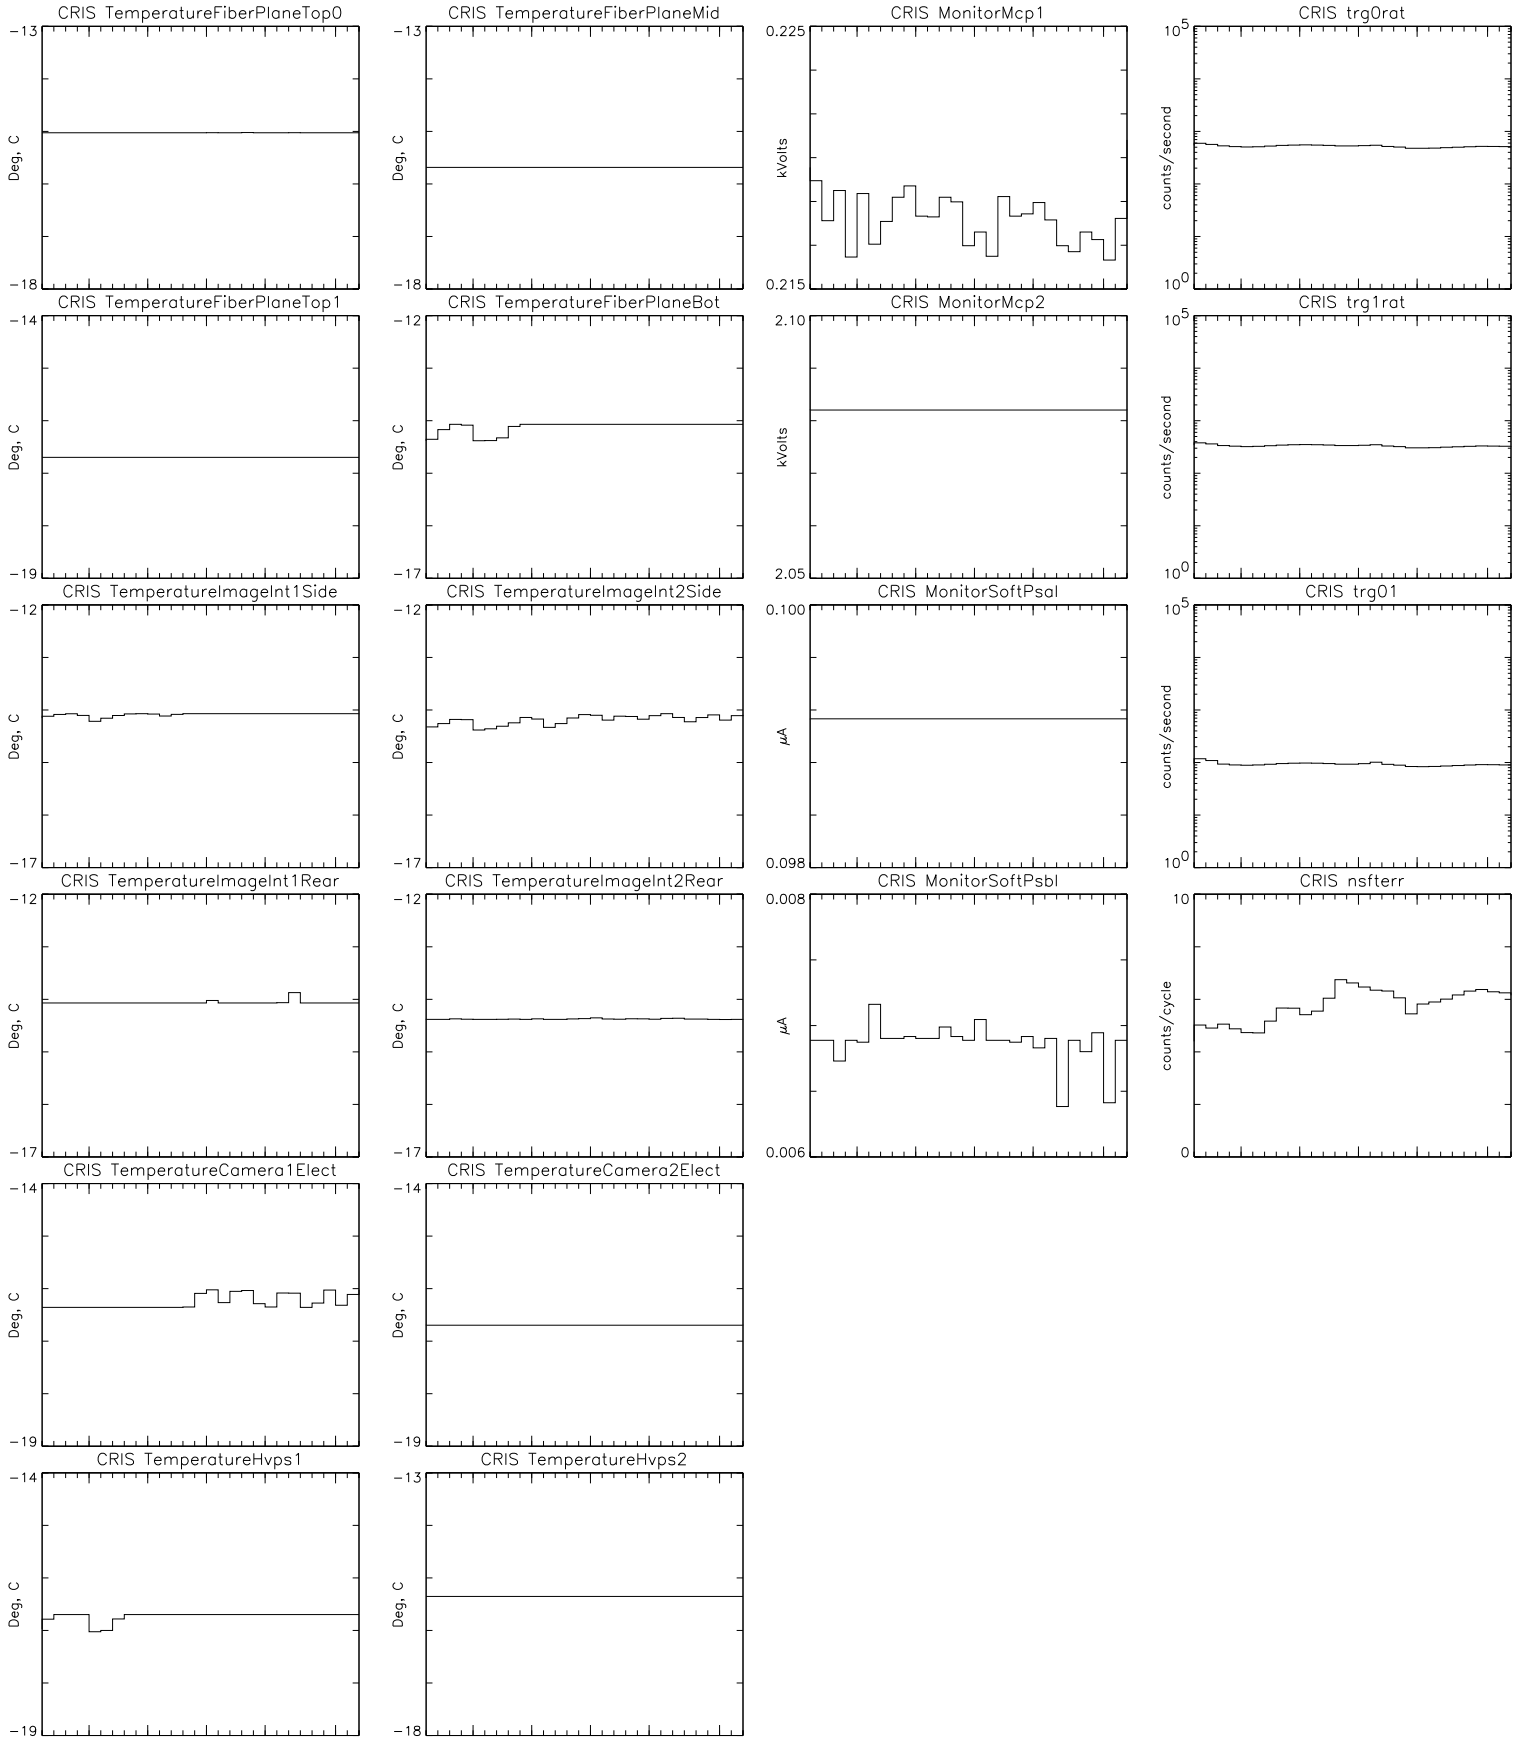 CRIS TemperatureFiberPlaneTop0
-13
Deg, C
-18
CRIS TemperatureFiberPlaneMid
-13
Deg, C
-18
CRIS MonitorMcp1
0.225
kVolts
0.215
CRIS trg0rat
10^5
counts/second
10^0
CRIS TemperatureFiberPlaneTop1
-14
Deg, C
-19
CRIS TemperatureFiberPlaneBot
-12
Deg, C
-17
CRIS MonitorMcp2
2.10
kVolts
2.05
CRIS trg1rat
10^5
counts/second
10^0
CRIS TemperatureImageInt1Side
-12
Deg, C
-17
CRIS TemperatureImageInt2Side
-12
Deg, C
-17
CRIS MonitorSoftPsaI
0.100
μA
0.098
CRIS trg01
10^5
counts/second
10^0
CRIS TemperatureImageInt1Rear
-12
Deg, C
-17
CRIS TemperatureImageInt2Rear
-12
Deg, C
-17
CRIS MonitorSoftPsbI
0.008
μA
0.006
CRIS nsfterr
10
counts/cycle
0
CRIS TemperatureCamera1Elect
-14
Deg, C
-19
CRIS TemperatureCamera2Elect
-14
Deg, C
-19
CRIS TemperatureHvps1
-14
Deg, C
-19
CRIS TemperatureHvps2
-13
Deg, C
-18